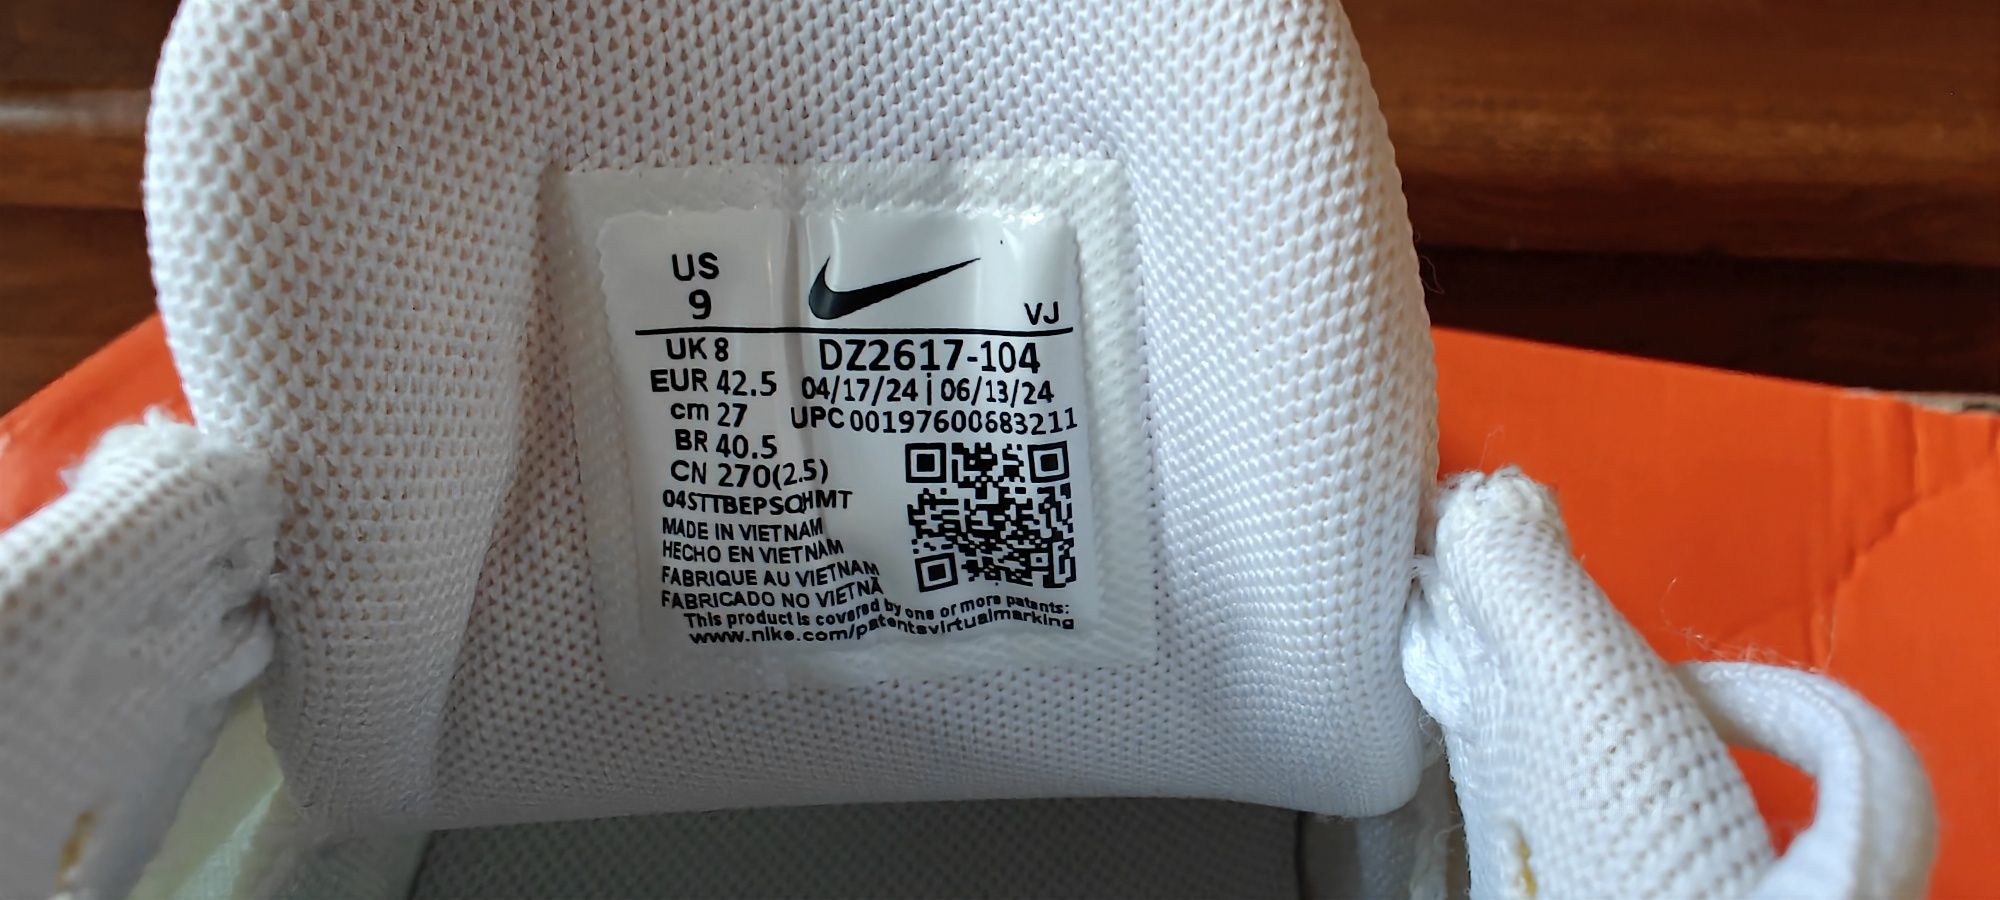 US
9
VJ
UK 8
EUR 42.5
cm 27
BR 40.5
CN 270(2.5)
DZ2617-104
04/17/24 | 06/13/24
UPC 00197600683211
04STTBEPSQHMT
MADE IN VIETNAM
HECHO EN VIETNAM
FABRIQUE AU VIETNAM
FABRICADO NO VIETNÃ
This product is covered by one or more patents:
www.nike.com/patentsvirtualmarking